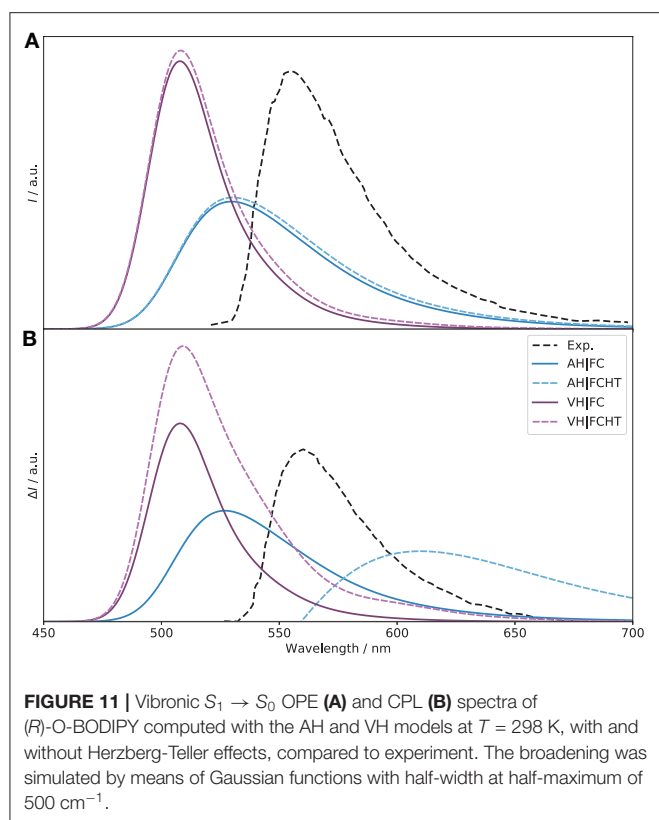 A
I / a.u.
B
Exp.
AH|FC
AH|FCHT
VH|FC
VH|FCHT
ΔI / a.u.
450 500 550 600 650 700
Wavelength / nm
FIGURE 11 | Vibronic S₁ → S₀ OPE (A) and CPL (B) spectra of
(R)-O-BODIPY computed with the AH and VH models at T = 298 K, with and
without Herzberg-Teller effects, compared to experiment. The broadening was
simulated by means of Gaussian functions with half-width at half-maximum of
500 cm⁻¹.